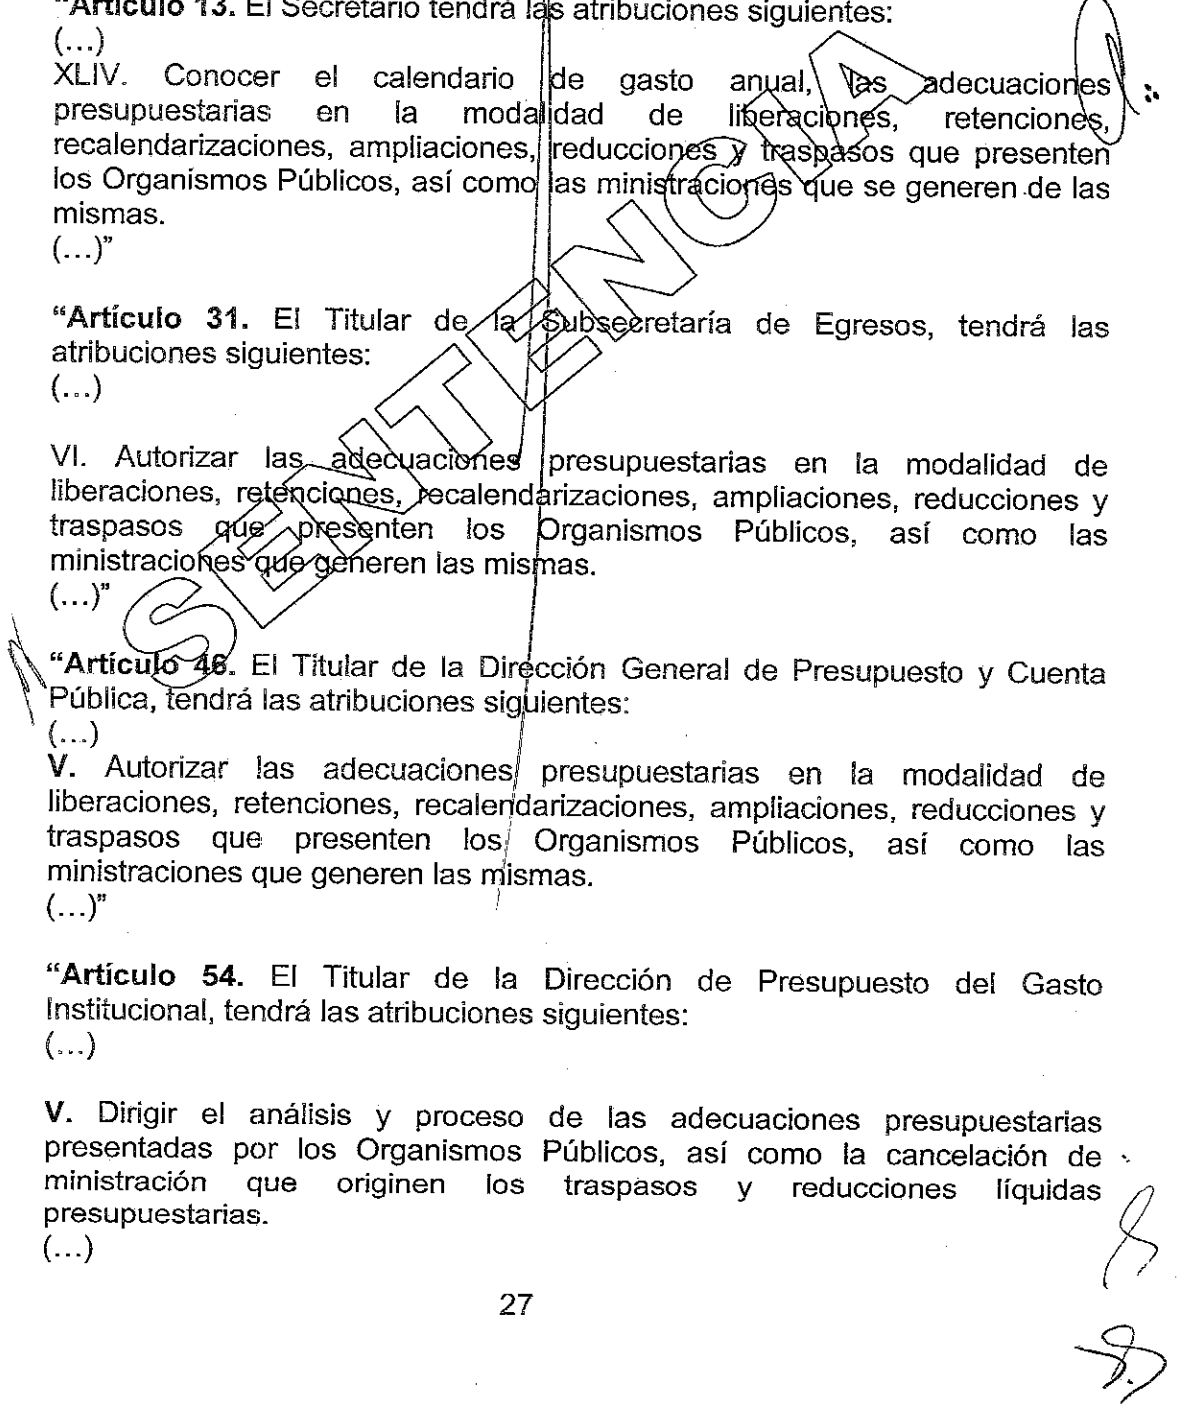 “Artículo 13. El Secretario tendrá las atribuciones siguientes:
(...)
XLIV. Conocer el calendario de gasto anual, las adecuaciones
presupuestarias en la modalidad de liberaciones, retenciones,
recalendarizaciones, ampliaciones, reducciones y traspasos que presenten
los Organismos Públicos, así como las ministraciones que se generen de las
mismas.
(...)”
“Artículo 31. El Titular de la Subsecretaría de Egresos, tendrá las
atribuciones siguientes:
(...)
VI. Autorizar las adecuaciones presupuestarias en la modalidad de
liberaciones, retenciones, recalendarizaciones, ampliaciones, reducciones y
traspasos que presenten los Organismos Públicos, así como las
ministraciones que generen las mismas.
(...)”
SENTENCIA
“Artículo 46. El Titular de la Dirección General de Presupuesto y Cuenta
Pública, tendrá las atribuciones siguientes:
(...)
V. Autorizar las adecuaciones presupuestarias en la modalidad de
liberaciones, retenciones, recalendarizaciones, ampliaciones, reducciones y
traspasos que presenten los Organismos Públicos, así como las
ministraciones que generen las mismas.
(...)”
“Artículo 54. El Titular de la Dirección de Presupuesto del Gasto
Institucional, tendrá las atribuciones siguientes:
(...)
V. Dirigir el análisis y proceso de las adecuaciones presupuestarias
presentadas por los Organismos Públicos, así como la cancelación de
ministración que originen los traspasos y reducciones líquidas
presupuestarias.
(...)
27